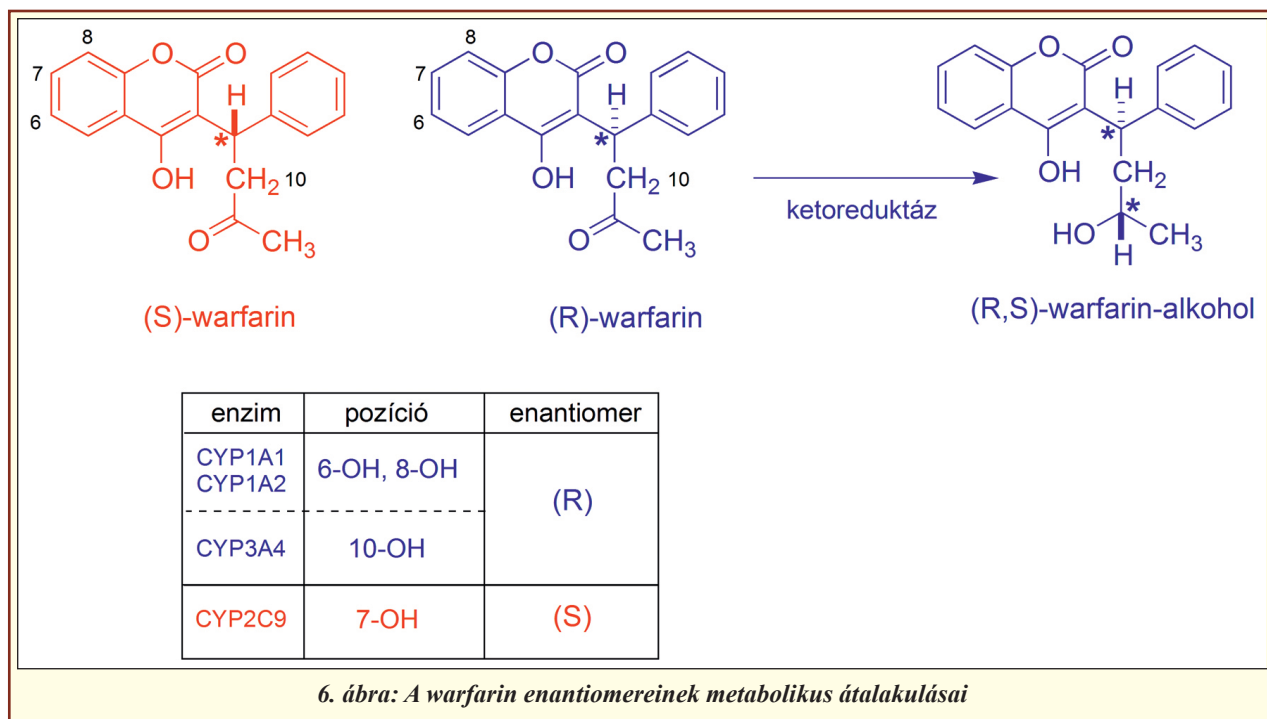 8
7
6
O
O
H
*
OH
CH2
10
O
CH3
(S)-warfarin
8
7
6
O
O
H
*
OH
CH2
10
O
CH3
(R)-warfarin
ketoreduktáz
O
O
H
*
OH
CH2
*
HO
H
CH3
(R,S)-warfarin-alkohol
enzim pozíció enantiomer
CYP1A1
CYP1A2
6-OH, 8-OH
(R)
CYP3A4 10-OH
CYP2C9 7-OH (S)
6. ábra: A warfarin enantiomereinek metabolikus átalakulásai